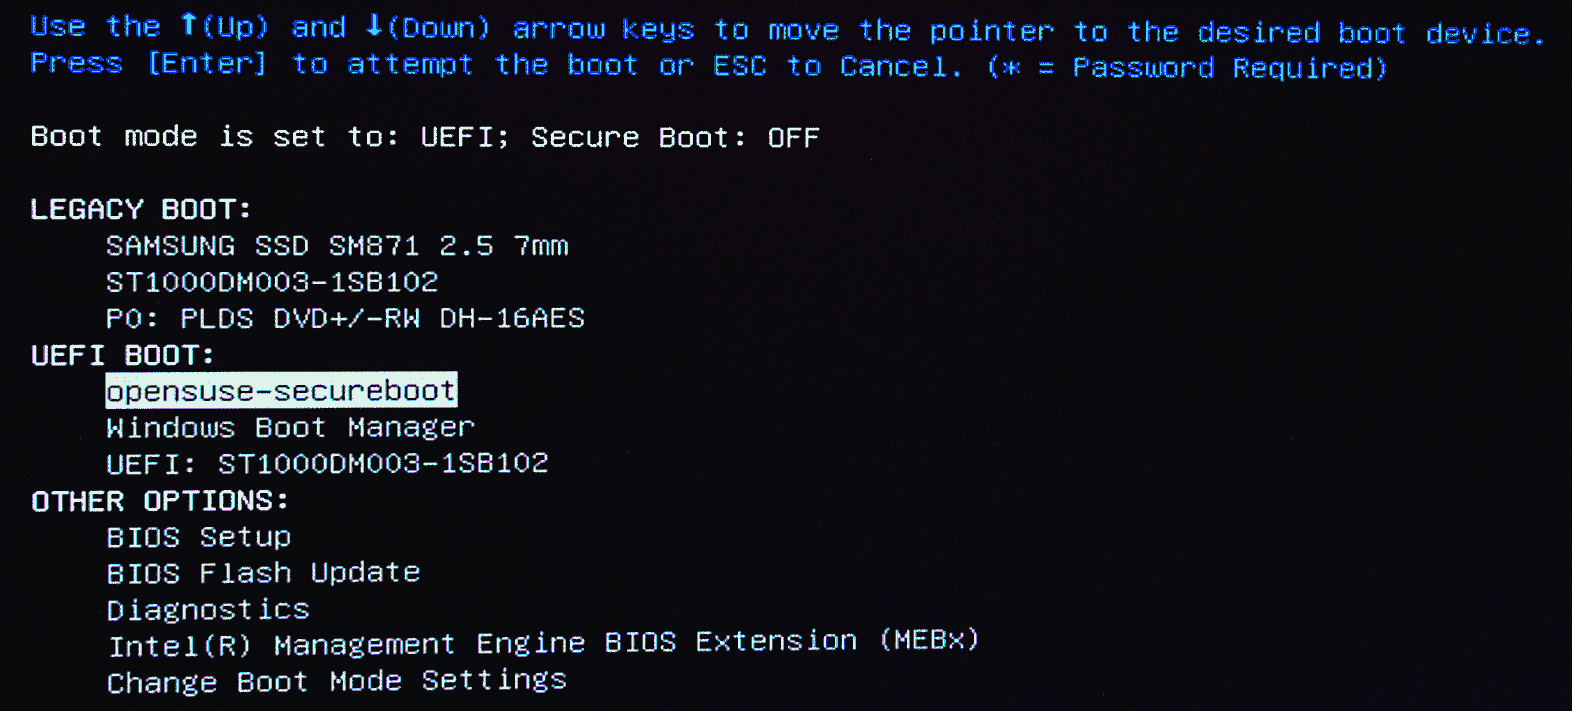 Use the ↑(Up) and ↓(Down) arrow keys to move the pointer to the desired boot device.
Press [Enter] to attempt the boot or ESC to Cancel. (* = Password Required)
Boot mode is set to: UEFI; Secure Boot: OFF
LEGACY BOOT:
SAMSUNG SSD SM871 2.5 7mm
ST1000DM003-1SB102
P0: PLDS DVD+/-RW DH-16AES
UEFI BOOT:
opensuse-secureboot
Windows Boot Manager
UEFI: ST1000DM003-1SB102
OTHER OPTIONS:
BIOS Setup
BIOS Flash Update
Diagnostics
Intel(R) Management Engine BIOS Extension (MEBx)
Change Boot Mode Settings